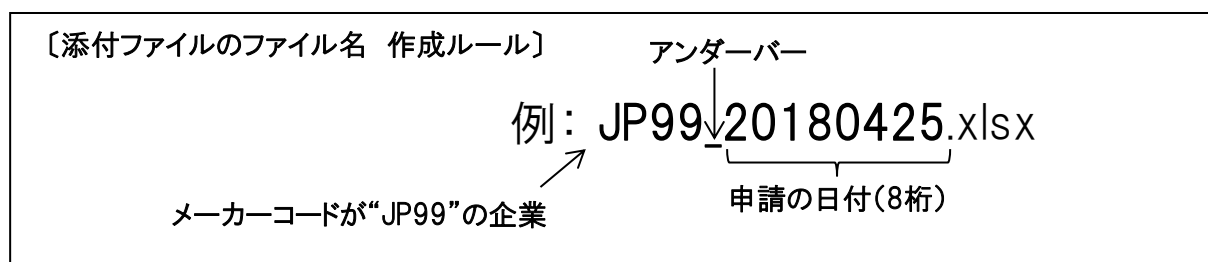 〔添付ファイルのファイル名 作成ルール〕
アンダーバー
例： JP99_20180425.xlsx
メーカーコードが“JP99”の企業
申請の日付（8桁）